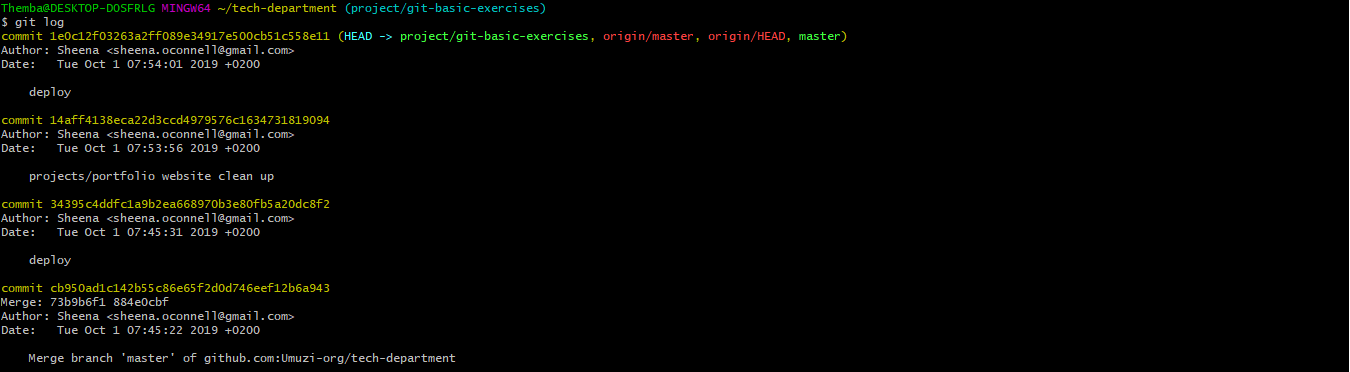 Themba@DESKTOP-DOSFRLG MINGW64 ~/tech-department (project/git-basic-exercises)
$ git log
commit 1e0c12f03263a2ff089e34917e500cb51c558e11 (HEAD -> project/git-basic-exercises, origin/master, origin/HEAD, master)
Author: Sheena <sheena.oconnell@gmail.com>
Date:   Tue Oct 1 07:54:01 2019 +0200
    deploy
commit 14aff4138eca22d3ccd4979576c1634731819094
Author: Sheena <sheena.oconnell@gmail.com>
Date:   Tue Oct 1 07:53:56 2019 +0200
    projects/portfolio website clean up
commit 34395c4ddfc1a9b2ea668970b3e80fb5a20dc8f2
Author: Sheena <sheena.oconnell@gmail.com>
Date:   Tue Oct 1 07:45:31 2019 +0200
    deploy
commit cb950ad1c142b55c86e65f2d0d746eef12b6a943
Merge: 73b9b6f1 884e0cbf
Author: Sheena <sheena.oconnell@gmail.com>
Date:   Tue Oct 1 07:45:22 2019 +0200
    Merge branch 'master' of github.com:Umuzi-org/tech-department